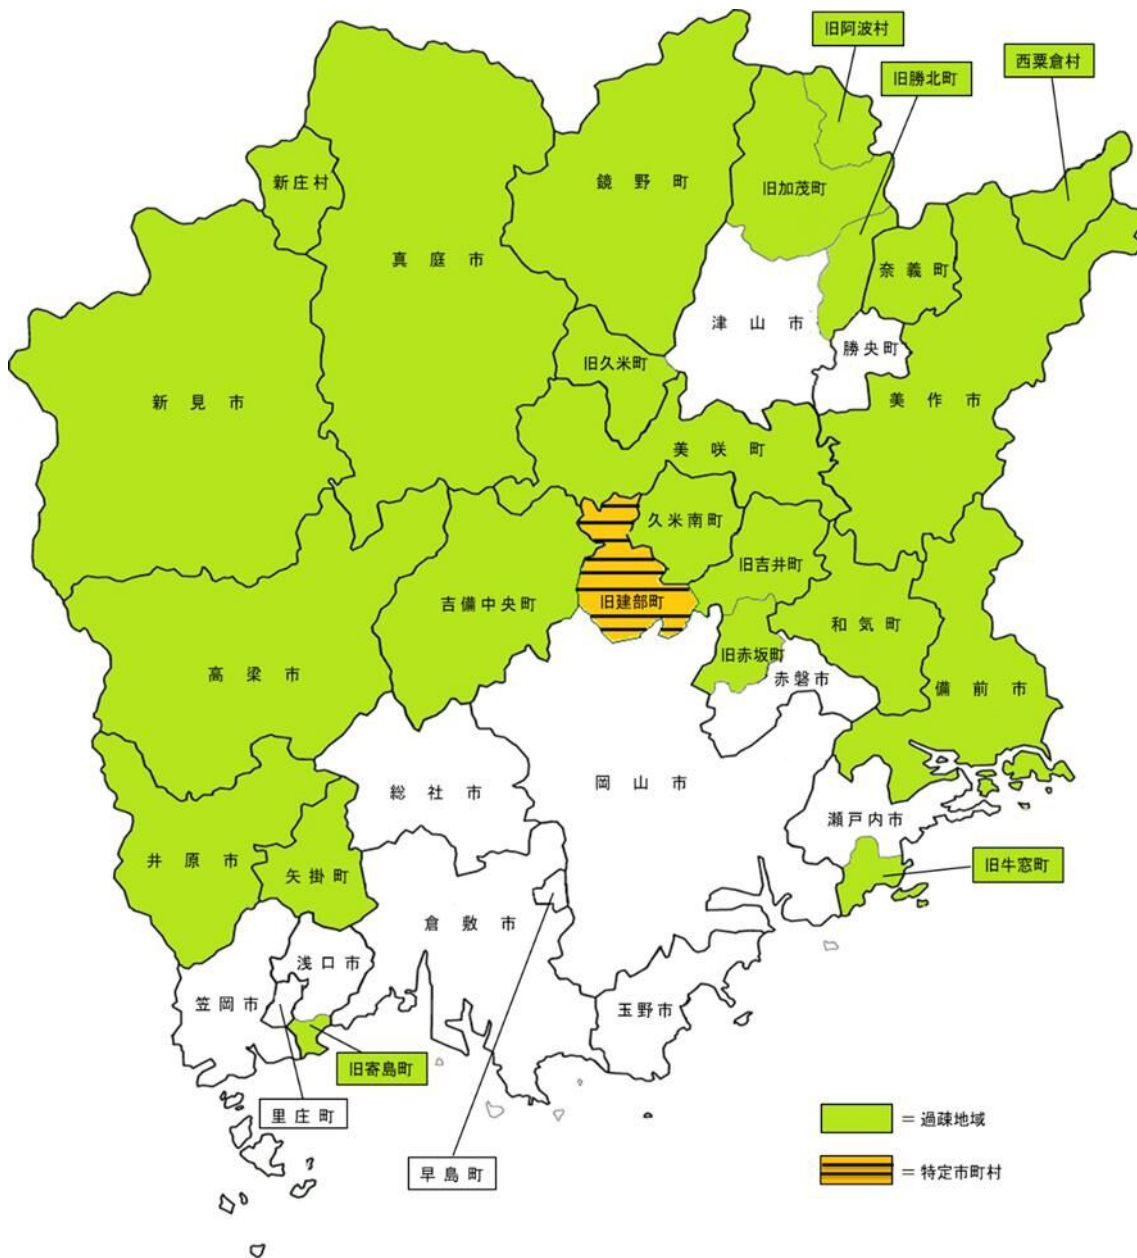 旧阿波村
西粟倉村
旧勝北町
新庄村
鏡野町
旧加茂町
真庭市
奈義町
津山市
勝央町
旧久米町
新見市
美作市
美咲町
久米南町
旧吉井町
吉備中央町
旧建部町
和気町
旧赤坂町
高梁市
赤磐市
備前市
岡山市
総社市
瀬戸内市
井原市
矢掛町
旧牛窓町
倉敷市
浅口市
笠岡市
玉野市
旧寄島町
里庄町
早島町
=過疎地域
=特定市町村